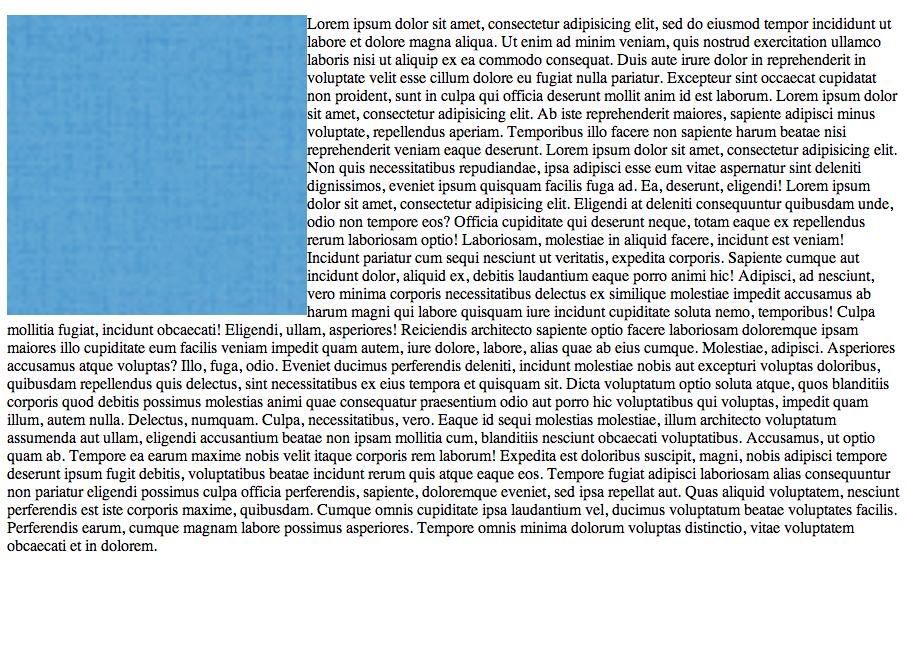 Lorem ipsum dolor sit amet, consectetur adipisicing elit, sed do eiusmod tempor incididunt ut
labore et dolore magna aliqua. Ut enim ad minim veniam, quis nostrud exercitation ullamco
laboris nisi ut aliquip ex ea commodo consequat. Duis aute irure dolor in reprehenderit in
voluptate velit esse cillum dolore eu fugiat nulla pariatur. Excepteur sint occaecat cupidatat
non proident, sunt in culpa qui officia deserunt mollit anim id est laborum. Lorem ipsum dolor
sit amet, consectetur adipisicing elit. Ab iste reprehenderit maiores, sapiente adipisci minus
voluptate, repellendus aperiam. Temporibus illo facere non sapiente harum beatae nisi
reprehenderit veniam eaque deserunt. Lorem ipsum dolor sit amet, consectetur adipisicing elit.
Non quis necessitatibus repudiandae, ipsa adipisci esse eum vitae aspernatur sint deleniti
dignissimos, eveniet ipsum quisquam facilis fuga ad. Ea, deserunt, eligendi! Lorem ipsum
dolor sit amet, consectetur adipisicing elit. Eligendi at deleniti consequuntur quibusdam unde,
odio non tempore eos? Officia cupiditate qui deserunt neque, totam eaque ex repellendus
rerum laboriosam optio! Laboriosam, molestiae in aliquid facere, incidunt est veniam!
Incidunt pariatur cum sequi nesciunt ut veritatis, expedita corporis. Sapiente cumque aut
incidunt dolor, aliquid ex, debitis laudantium eaque porro animi hic! Adipisci, ad nesciunt,
vero minima corporis necessitatibus delectus ex similique molestiae impedit accusamus ab
harum magni qui labore quisquam iure incidunt cupiditate soluta nemo, temporibus! Culpa
mollitia fugiat, incidunt obcaecati! Eligendi, ullam, asperiores! Reiciendis architecto sapiente optio facere laboriosam doloremque ipsam
maiores illo cupiditate eum facilis veniam impedit quam autem, iure dolore, labore, alias quae ab eius cumque. Molestiae, adipisci. Asperiores
accusamus atque voluptas? Illo, fuga, odio. Eveniet ducimus perferendis deleniti, incidunt molestiae nobis aut excepturi voluptas doloribus,
quibusdam repellendus quis delectus, sint necessitatibus ex eius tempora et quisquam sit. Dicta voluptatum optio soluta atque, quos blanditiis
corporis quod debitis possimus molestias animi quae consequatur praesentium odio aut porro hic voluptatibus qui voluptas, impedit quam
illum, autem nulla. Delectus, numquam. Culpa, necessitatibus, vero. Eaque id sequi molestias molestiae, illum architecto voluptatum
assumenda aut ullam, eligendi accusantium beatae non ipsam mollitia cum, blanditiis nesciunt obcaecati voluptatibus. Accusamus, ut optio
quam ab. Tempore ea earum maxime nobis velit itaque corporis rem laborum! Expedita est doloribus suscipit, magni, nobis adipisci tempore
deserunt ipsum fugit debitis, voluptatibus beatae incidunt rerum quis atque eaque eos. Tempore fugiat adipisci laboriosam alias consequuntur
non pariatur eligendi possimus culpa officia perferendis, sapiente, doloremque eveniet, sed ipsa repellat aut. Quas aliquid voluptatem, nesciunt
perferendis est iste corporis maxime, quibusdam. Cumque omnis cupiditate ipsa laudantium vel, ducimus voluptatum beatae voluptates facilis.
Perferendis earum, cumque magnam labore possimus asperiores. Tempore omnis minima dolorum voluptas distinctio, vitae voluptatem
obcaecati et in dolorem.